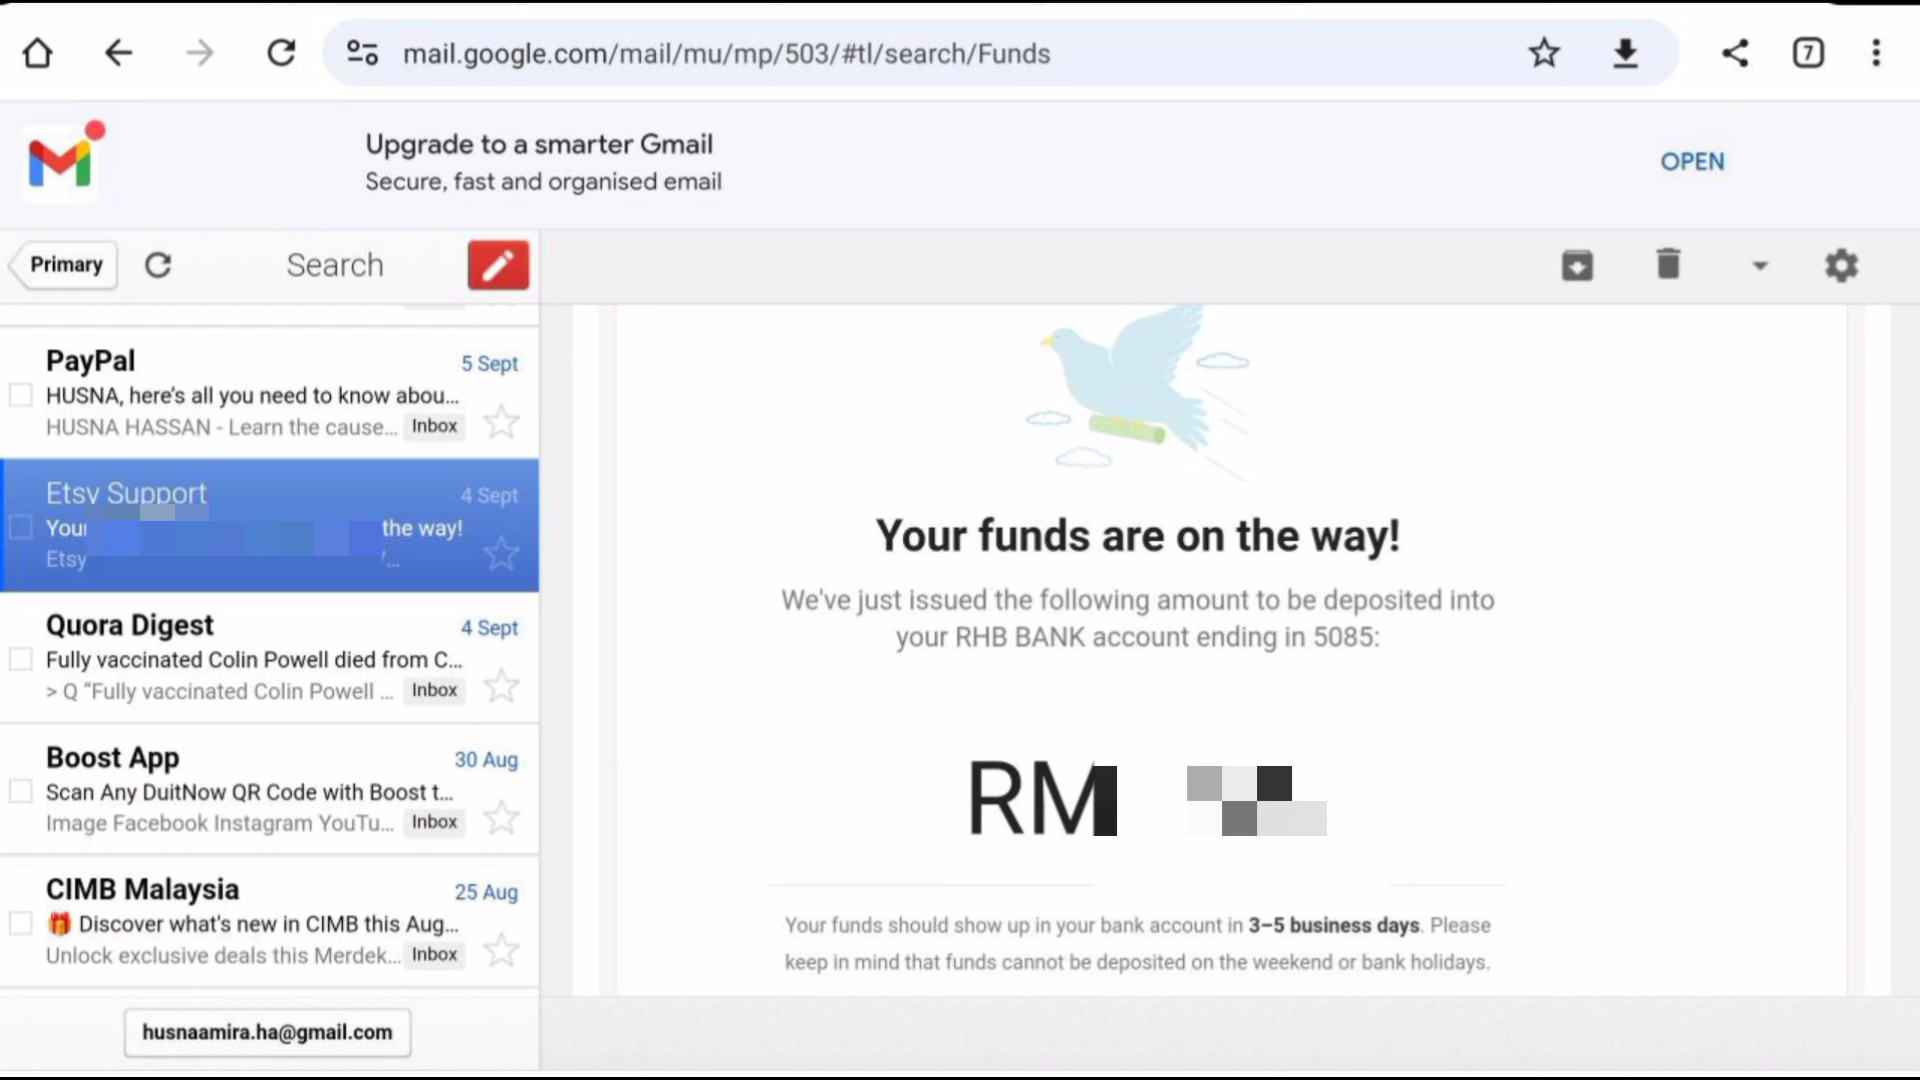 mail.google.com/mail/mu/mp/503/#tl/search/Funds
7
Upgrade to a smarter Gmail
Secure, fast and organised email
OPEN
Primary
Search
PayPal
5 Sept
HUSNA, here's all you need to know abou...
HUSNA HASSAN - Learn the cause...
Inbox
Etsy Support
4 Sept
Your the way!
Etsy ...
Quora Digest
4 Sept
Fully vaccinated Colin Powell died from C...
> Q “Fully vaccinated Colin Powell ...
Inbox
Boost App
30 Aug
Scan Any DuitNow QR Code with Boost t...
Image Facebook Instagram YouTu...
Inbox
CIMB Malaysia
25 Aug
🎁 Discover what's new in CIMB this Aug...
Unlock exclusive deals this Merdek...
Inbox
husnaamira.ha@gmail.com
Your funds are on the way!
We've just issued the following amount to be deposited into
your RHB BANK account ending in 5085:
RM
Your funds should show up in your bank account in 3–5 business days. Please
keep in mind that funds cannot be deposited on the weekend or bank holidays.